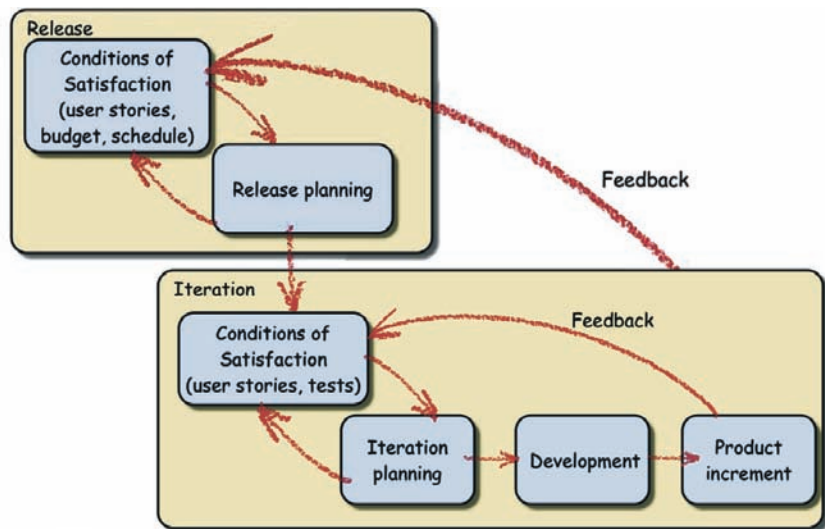 Release
Conditions of
Satisfaction
(user stories,
budget, schedule)
Release planning
Feedback
Iteration
Conditions of
Satisfaction
(user stories, tests)
Feedback
Iteration
planning
Development
Product
increment